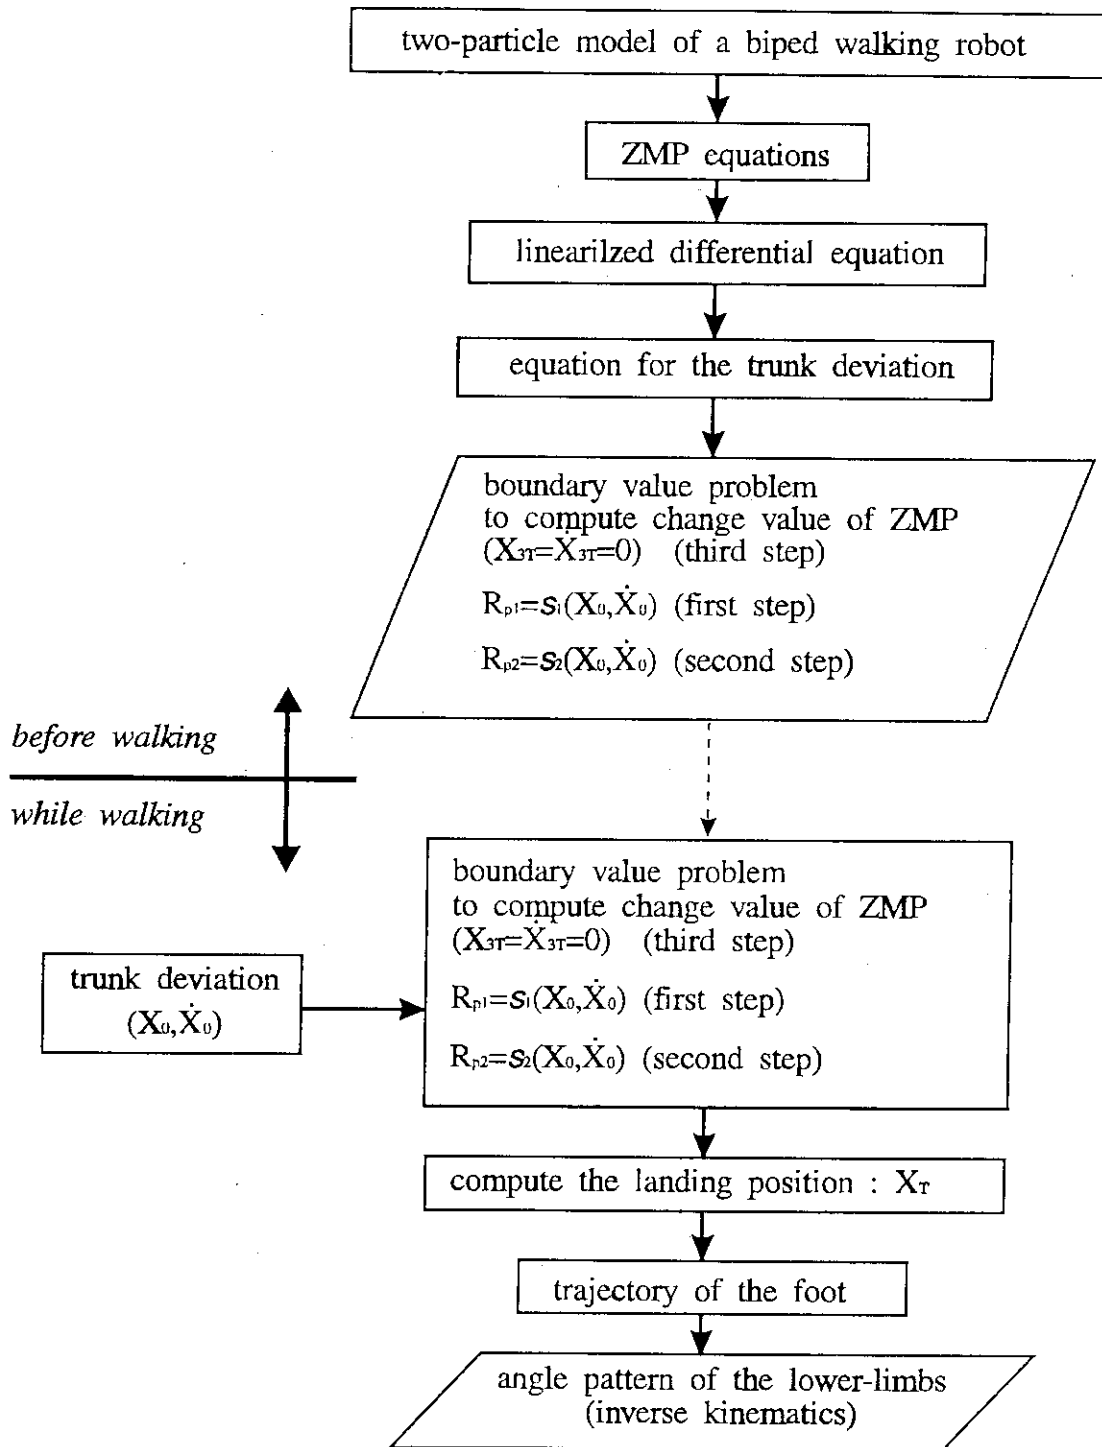 two-particle model of a biped walking robot
ZMP equations
linearilzed differential equation
equation for the trunk deviation
boundary value problem
to compute change value of ZMP
(X₃T=Ẋ₃T=0) (third step)
Rp1=s₁(X₀,Ẋ₀) (first step)
Rp2=s₂(X₀,Ẋ₀) (second step)
before walking
while walking
boundary value problem
to compute change value of ZMP
(X₃T=Ẋ₃T=0) (third step)
trunk deviation
(X₀,Ẋ₀)
Rp1=s₁(X₀,Ẋ₀) (first step)
Rp2=s₂(X₀,Ẋ₀) (second step)
compute the landing position : XT
trajectory of the foot
angle pattern of the lower-limbs
(inverse kinematics)